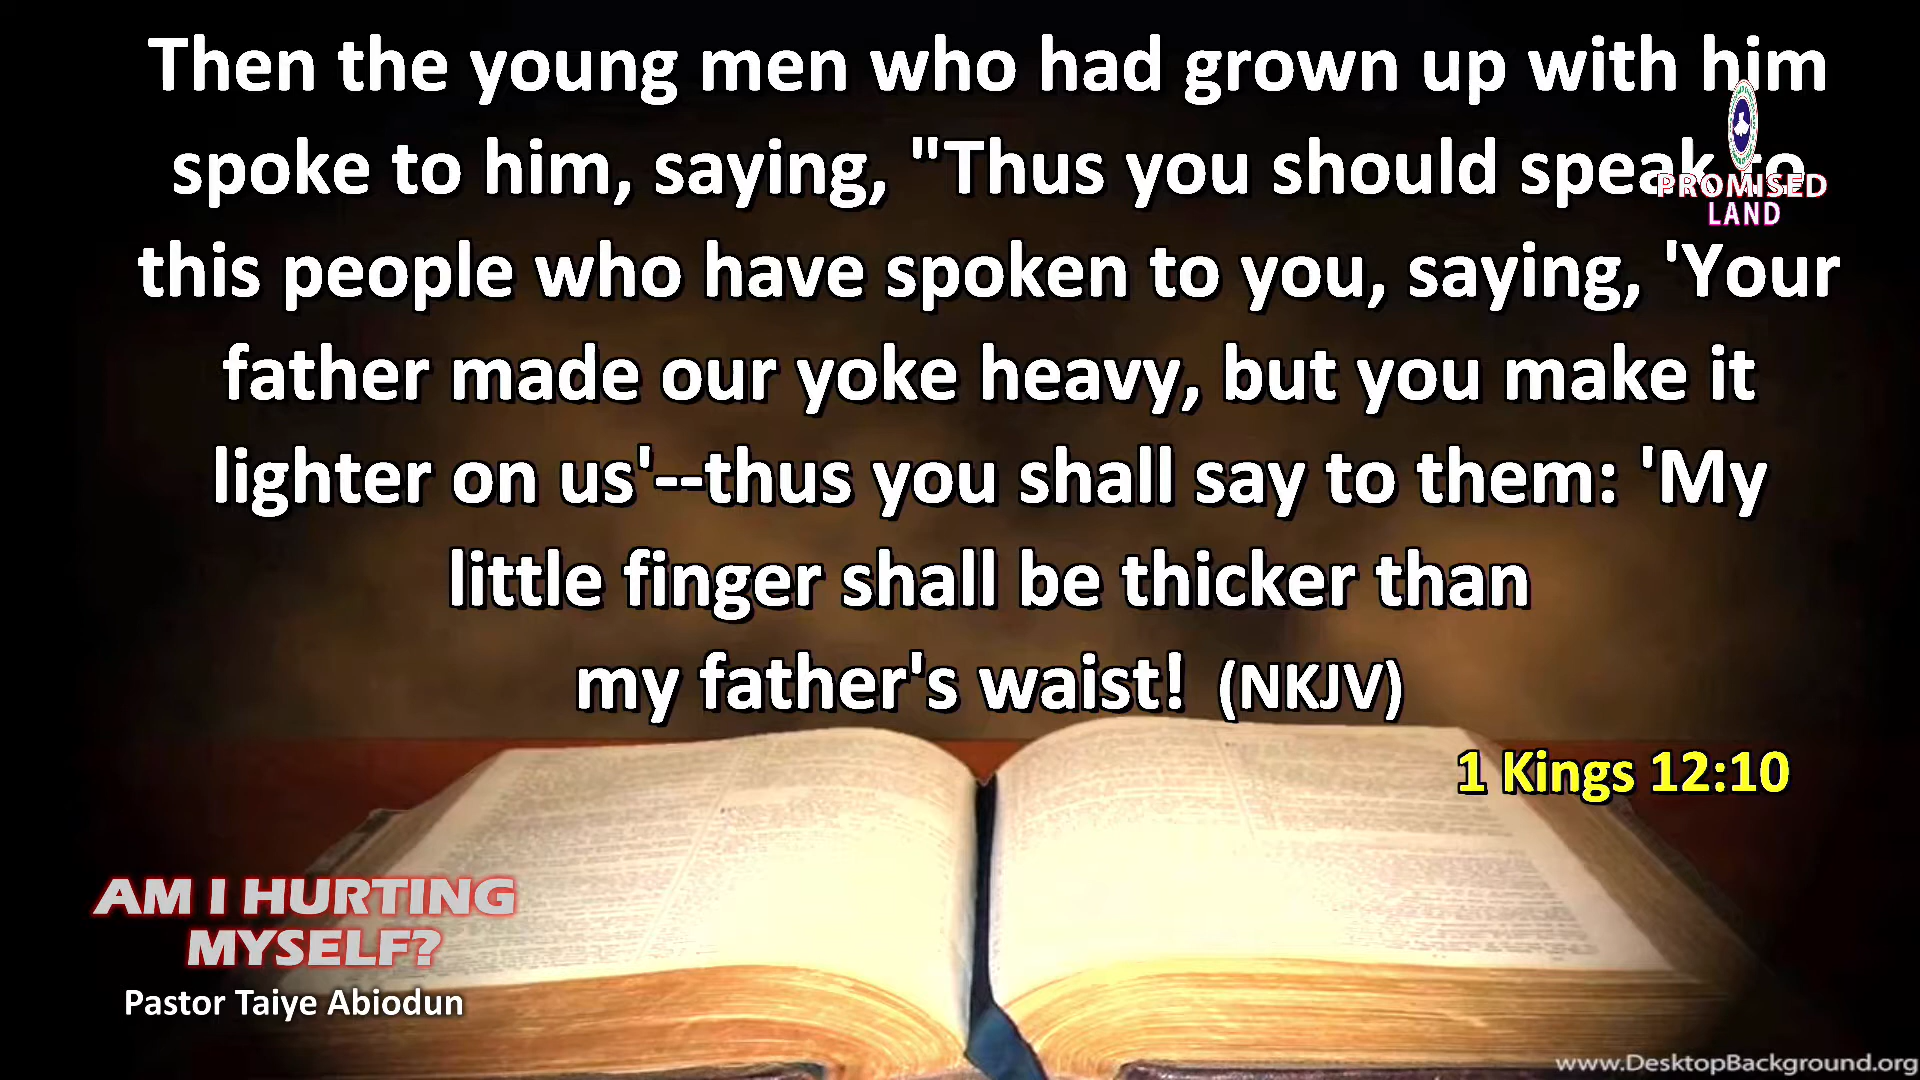 Then the young men who had grown up with him
spoke to him, saying, "Thus you should speak to
PROMISED
LAND
this people who have spoken to you, saying, 'Your
father made our yoke heavy, but you make it
lighter on us'--thus you shall say to them: 'My
little finger shall be thicker than
my father's waist! (NKJV)
1 Kings 12:10
AM I HURTING
MYSELF?
Pastor Taiye Abiodun
www.DesktopBackground.org